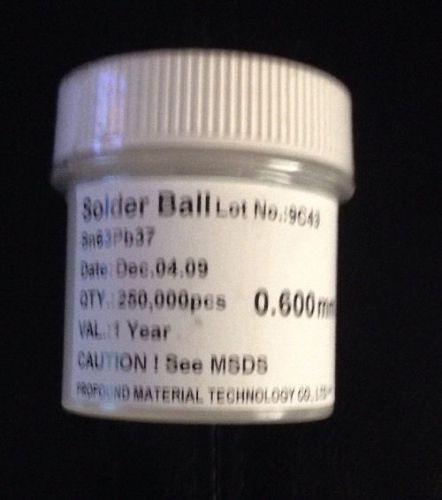 Solder Ball Lot No.:9649
Sn63Pb37
Date: Dec.04.09
QTY.: 250,000pcs 0.600mm
VAL.:1 Year
CAUTION ! See MSDS
PROFOUND MATERIAL TECHNOLOGY CO., LTD